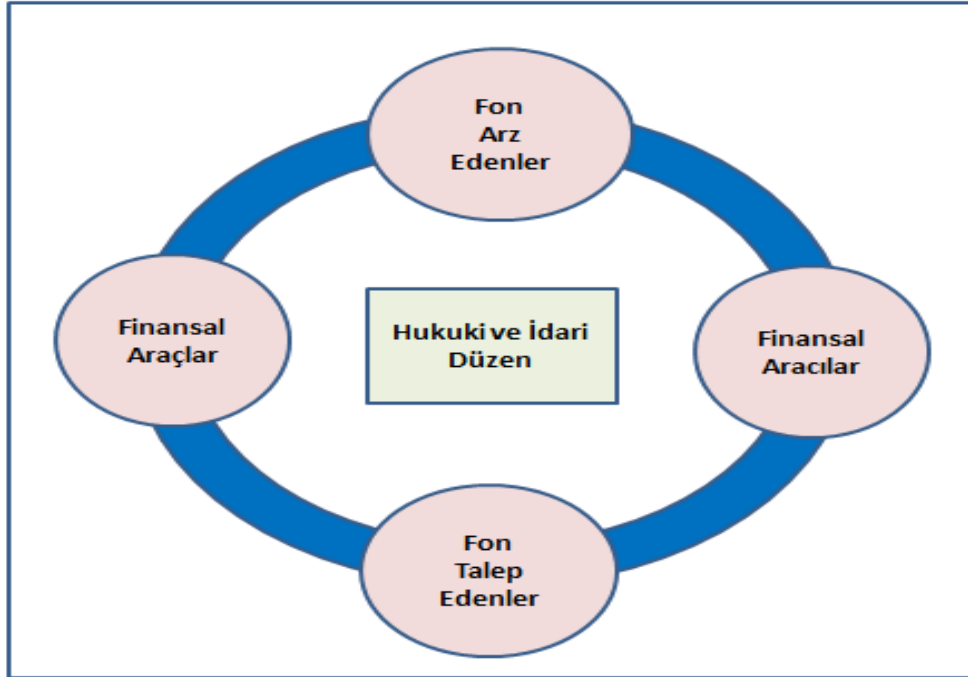 Fon
Arz
Edenler
Finansal
Araçlar
Hukuki ve İdari
Düzen
Finansal
Aracılar
Fon
Talep
Edenler